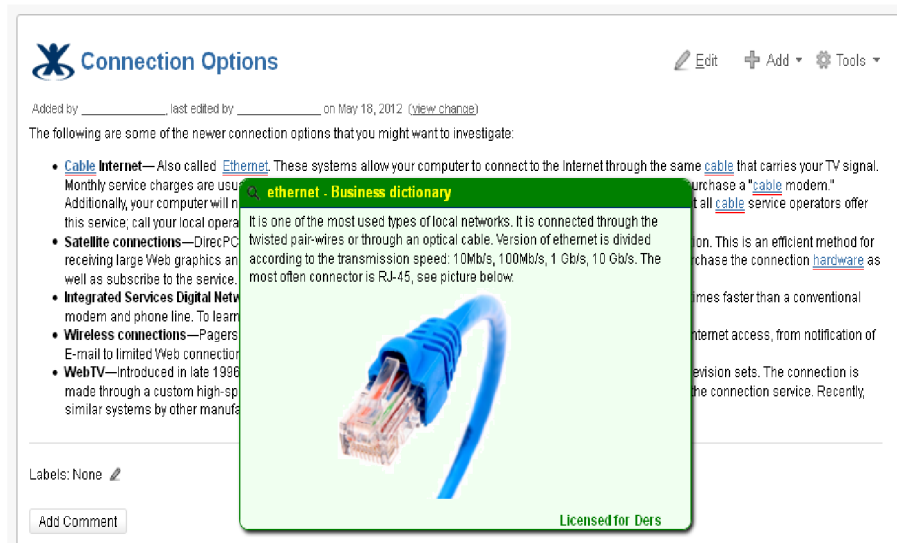 Connection Options
Edit Add Tools
Added by ____________, last edited by ____________ on May 18, 2012 (view change)
The following are some of the newer connection options that you might want to investigate:
• Cable Internet— Also called Ethernet. These systems allow your computer to connect to the Internet through the same cable that carries your TV signal.
Monthly service charges are usu urchase a "cable modem."
Additionally, your computer will n t all cable service operators offer
this service; call your local opera
• Satellite connections—DirecPC on. This is an efficient method for
receiving large Web graphics an chase the connection hardware as
well as subscribe to the service.
• Integrated Services Digital Netw imes faster than a conventional
modem and phone line. To learn
• Wireless connections—Pagers nternet access, from notification of
E-mail to limited Web connection
• WebTV—Introduced in late 1996 evision sets. The connection is
made through a custom high-sp the connection service. Recently,
similar systems by other manufa
ethernet - Business dictionary
It is one of the most used types of local networks. It is connected through the
twisted pair-wires or through an optical cable. Version of ethernet is divided
according to the transmission speed: 10Mb/s, 100Mb/s, 1 Gb/s, 10 Gb/s. The
most often connector is RJ-45, see picture below:
Licensed for Ders
Labels: None
Add Comment